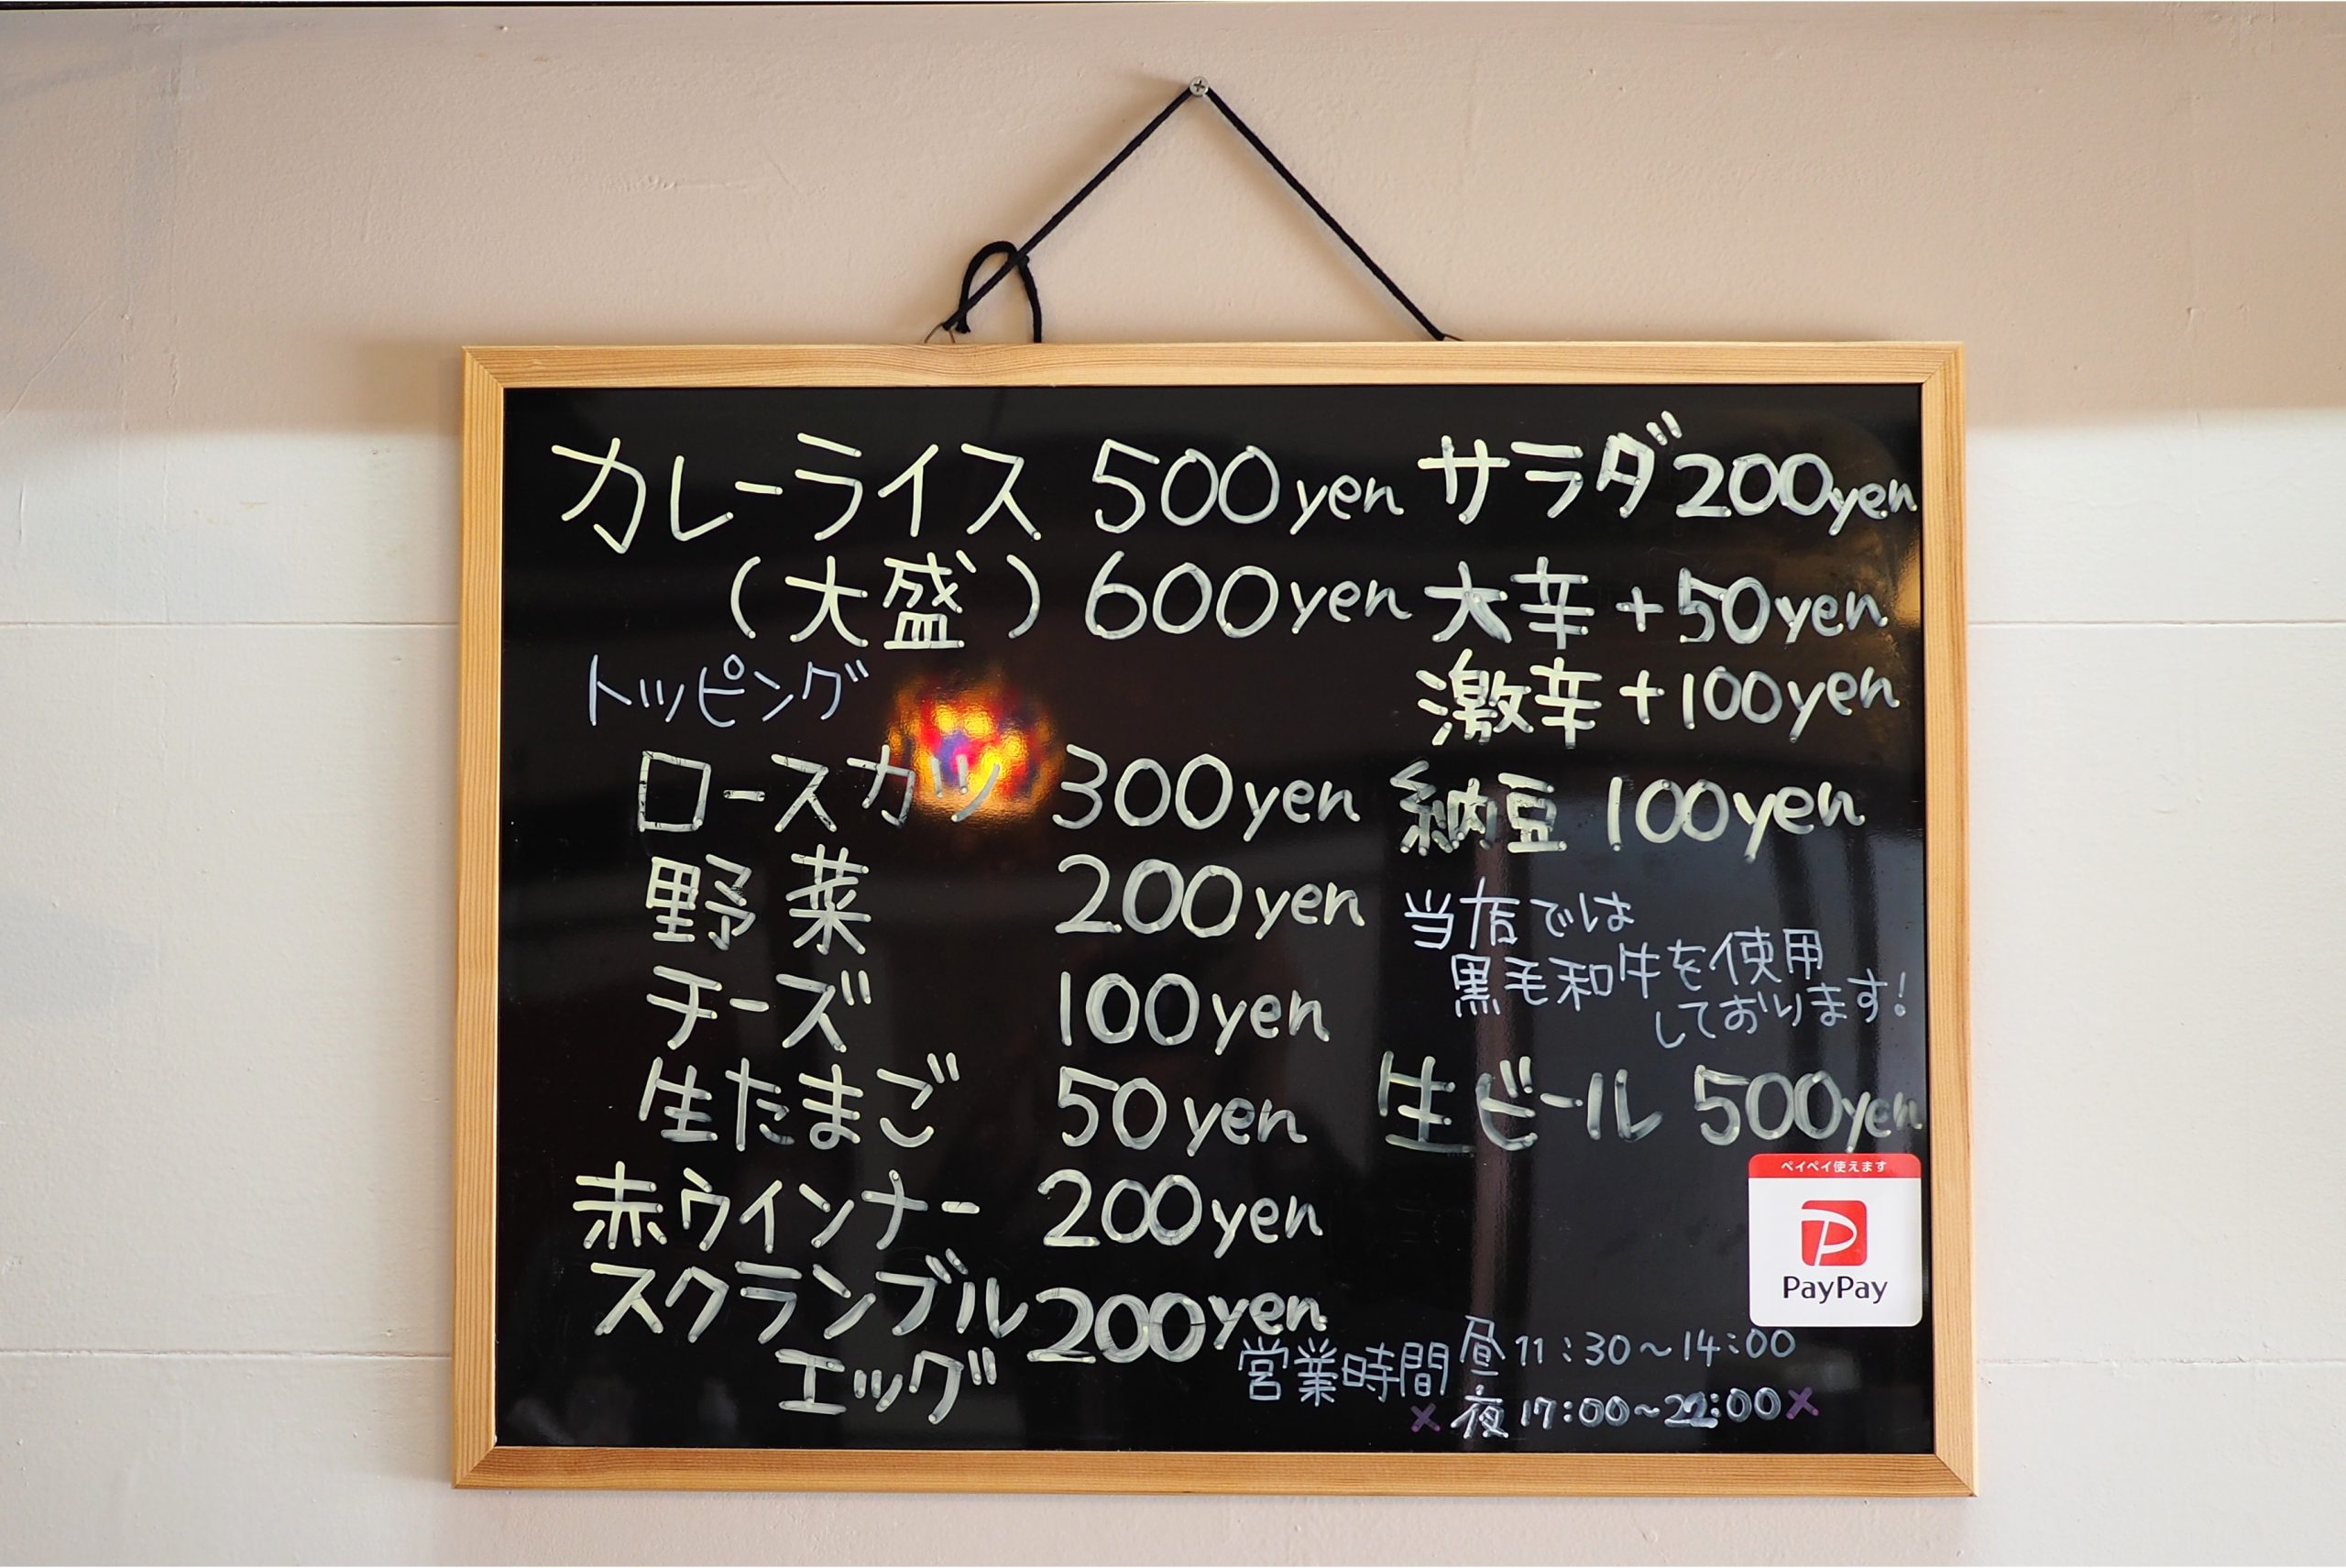 カレーライス 500yen
（大盛）600yen
トッピング
ロースカツ 300yen
野菜 200yen
チーズ 100yen
生たまご 50yen
赤ウインナー 200yen
スクランブル
エッグ 200yen
サラダ 200yen
大辛 +50yen
激辛 +100yen
納豆 100yen
当店では
黒毛和牛を使用
しております!
生ビール 500yen
ペイペイ使えます
PayPay
営業時間 昼 11:30~14:00
× 夜 17:00~22:00×